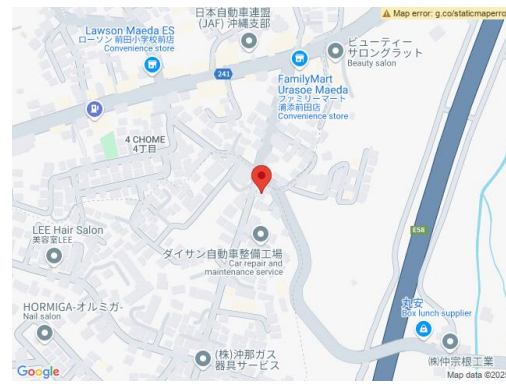 ⚠ Map error: g.co/staticmaperro
Lawson Maeda ES
ローソン 前田小学校前店
Convenience store
日本自動車連盟
(JAF) 沖縄支部
ビューティー
サロングラット
Beauty salon
241
FamilyMart
Urasoe Maeda
ファミリーマート
浦添前田店
Convenience store
4 CHOME
4丁目
LEE Hair Salon
美容室LEE
ダイサン自動車整備工場
Car repair and
maintenance service
E58
HORMIGA-オルミガ-
Nail salon
丸安
Box lunch supplier
(株)沖那ガス
器具サービス
㈱仲宗根工業
Google
Map data ©2025